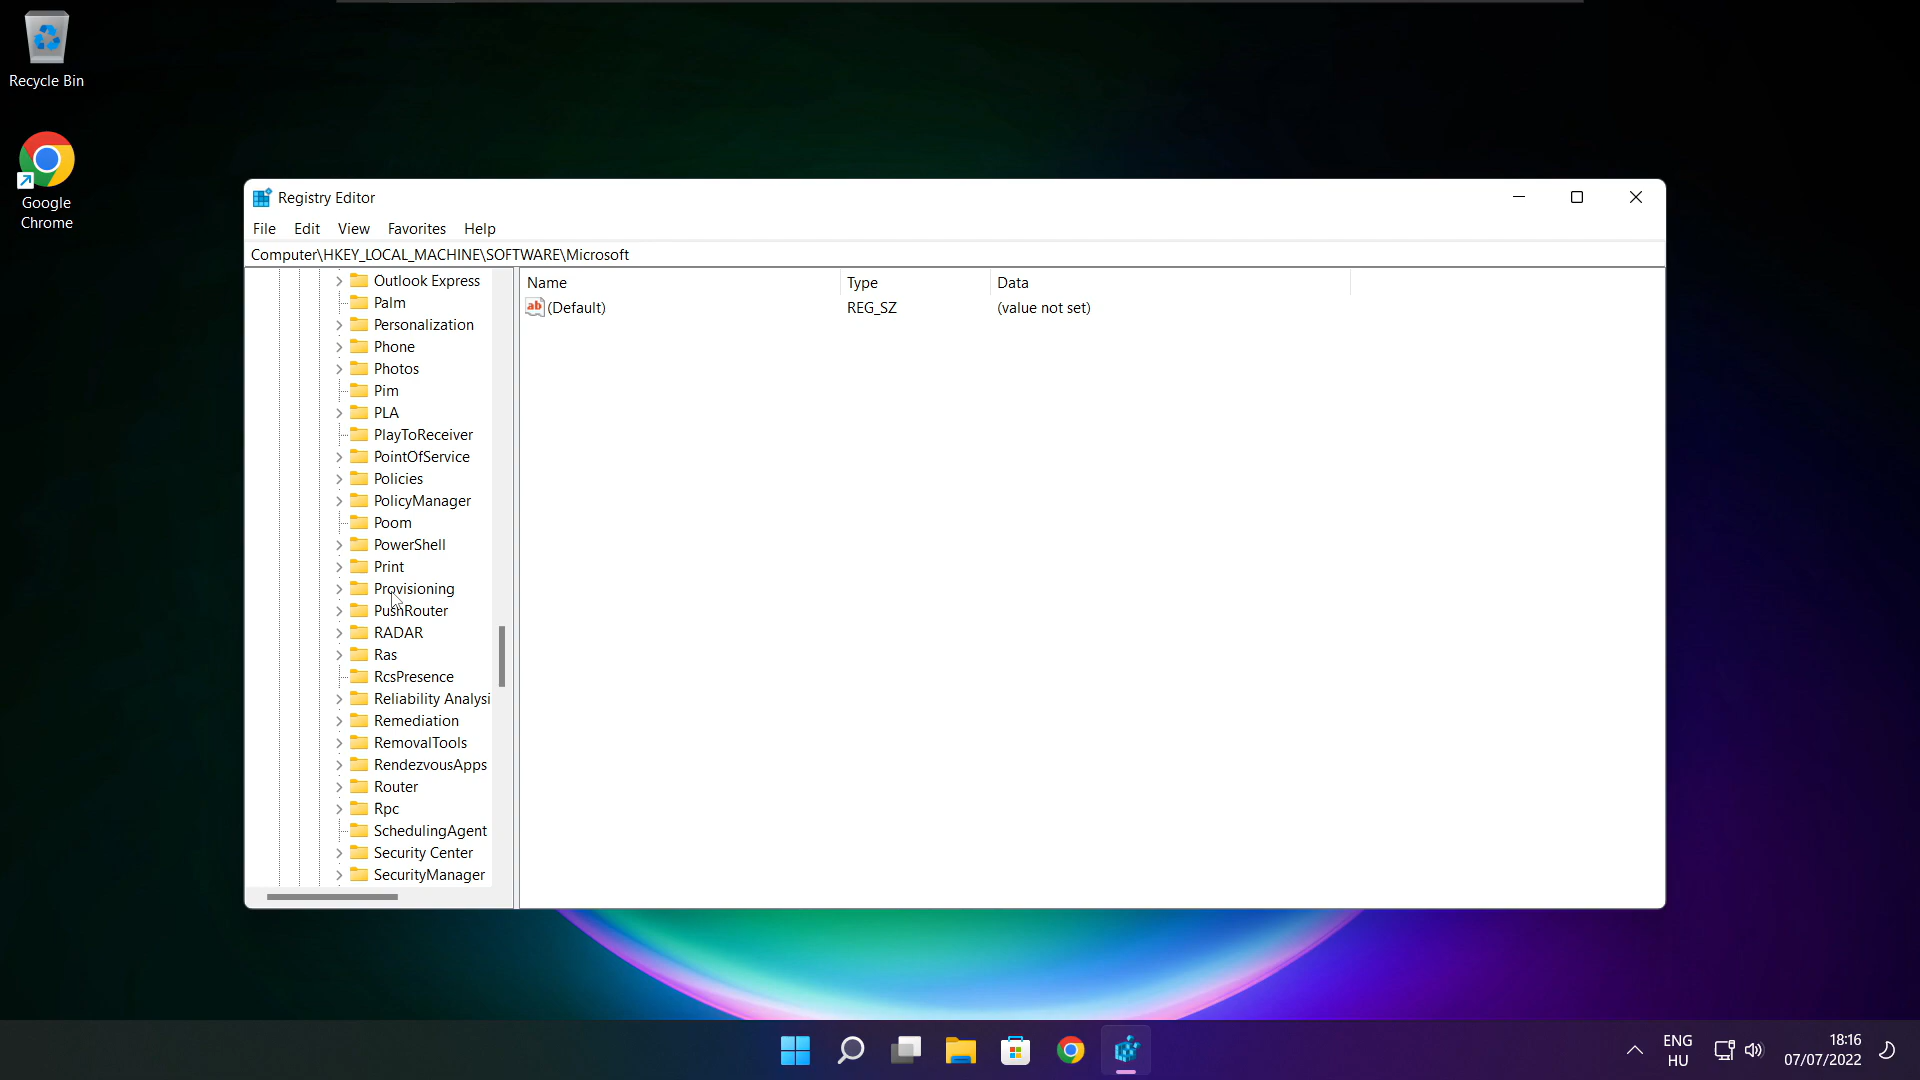 Recycle Bin
Google
Chrome
Registry Editor
File Edit View Favorites Help
Computer\HKEY_LOCAL_MACHINE\SOFTWARE\Microsoft
Name Type Data
ab (Default) REG_SZ (value not set)
Outlook Express
Palm
Personalization
Phone
Photos
Pim
PLA
PlayToReceiver
PointOfService
Policies
PolicyManager
Poom
PowerShell
Print
Provisioning
PushRouter
RADAR
Ras
RcsPresence
Reliability Analysi
Remediation
RemovalTools
RendezvousApps
Router
Rpc
SchedulingAgent
Security Center
SecurityManager
ENG
HU
18:16
07/07/2022